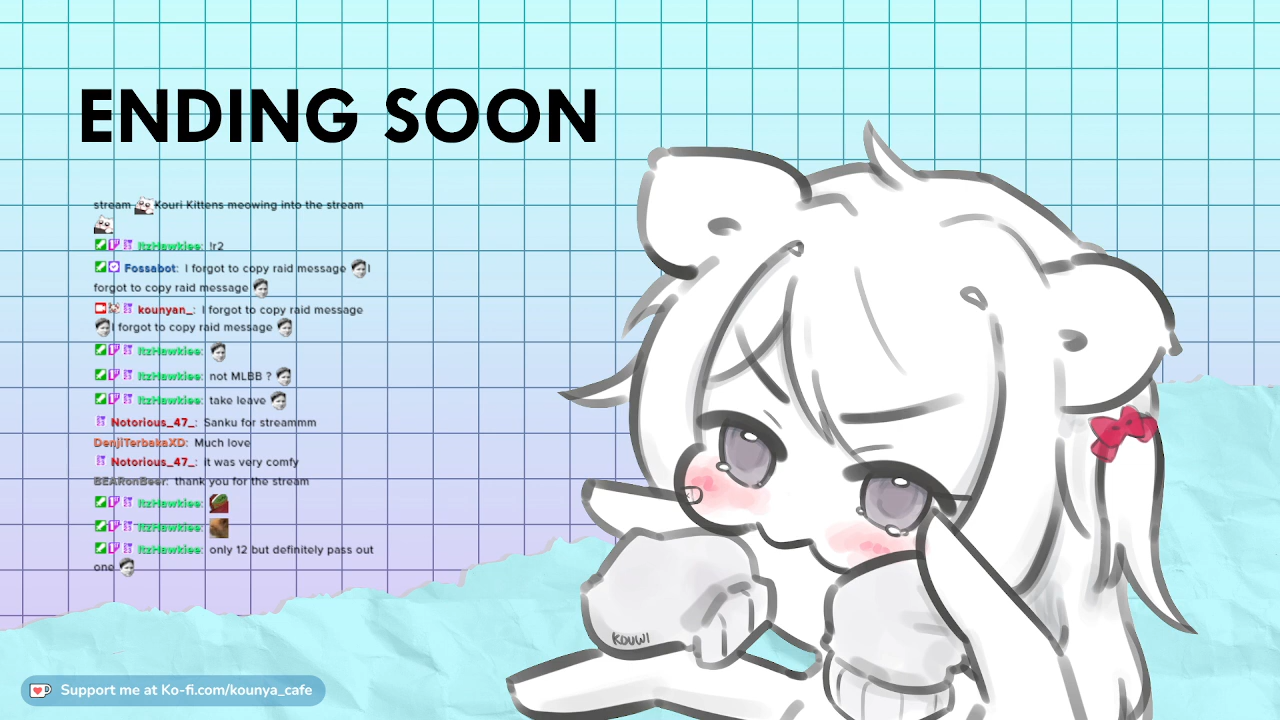 ENDING SOON
stream Kouri Kittens meowing into the stream
ItzHawkiee: !r2
Fossabot: I forgot to copy raid message I
forgot to copy raid message
kounyan_: I forgot to copy raid message
I forgot to copy raid message
ItzHawkiee:
ItzHawkiee: not MLBB ?
ItzHawkiee: take leave
Notorious_47_: Sanku for streammm
DenjiTerbakaXD: Much love
Notorious_47_: it was very comfy
BEARonBeer: thank you for the stream
ItzHawkiee:
ItzHawkiee:
ItzHawkiee: only 12 but definitely pass out
one
KOUWI
Support me at Ko-fi.com/kounya_cafe